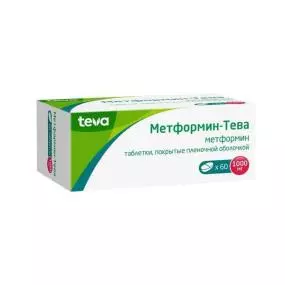 teva
Метформин-Тева
метформин
таблетки, покрытые пленочной оболочкой
x 60
1000 мг